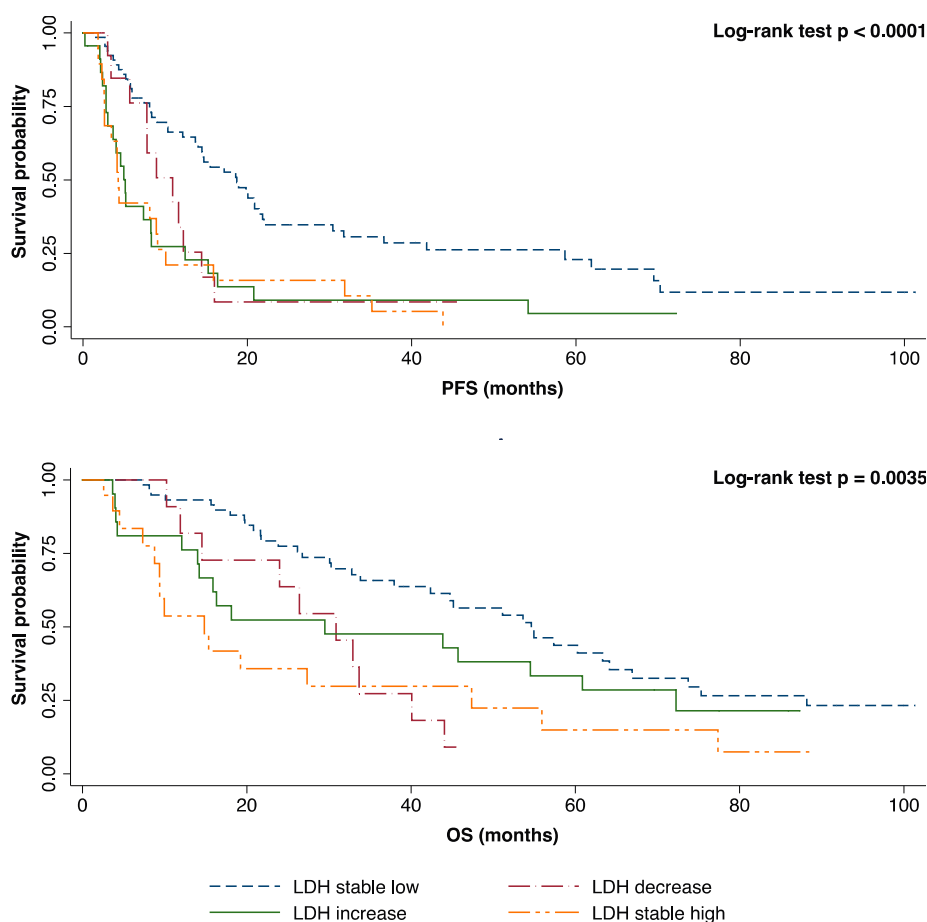 Log-rank test p < 0.0001
Survival probability
1.00
0.75
0.50
0.25
0.00
0 20 40 60 80 100
PFS (months)
Log-rank test p = 0.0035
Survival probability
1.00
0.75
0.50
0.25
0.00
0 20 40 60 80 100
OS (months)
LDH stable low LDH decrease
LDH increase LDH stable high